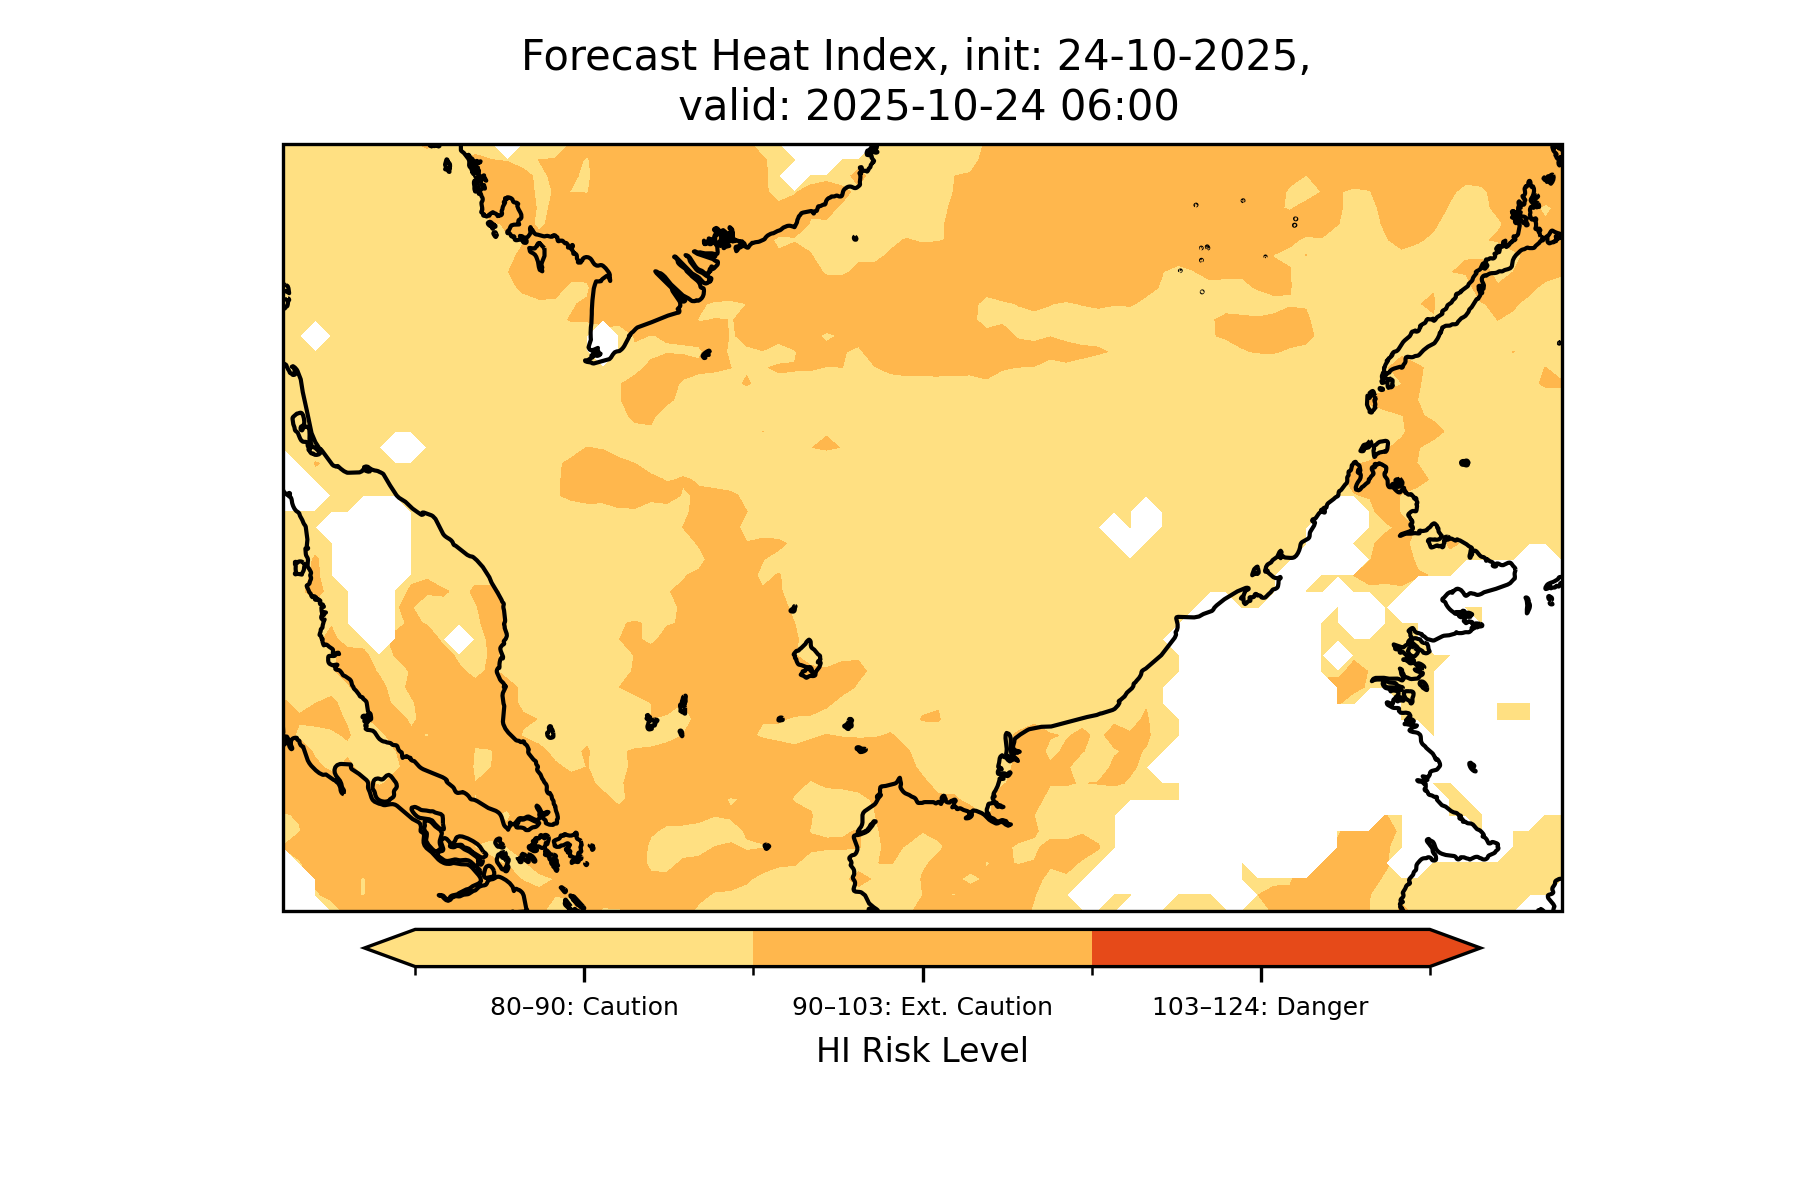 Forecast Heat Index, init: 24-10-2025,
valid: 2025-10-24 06:00
80–90: Caution
90–103: Ext. Caution
103–124: Danger
HI Risk Level